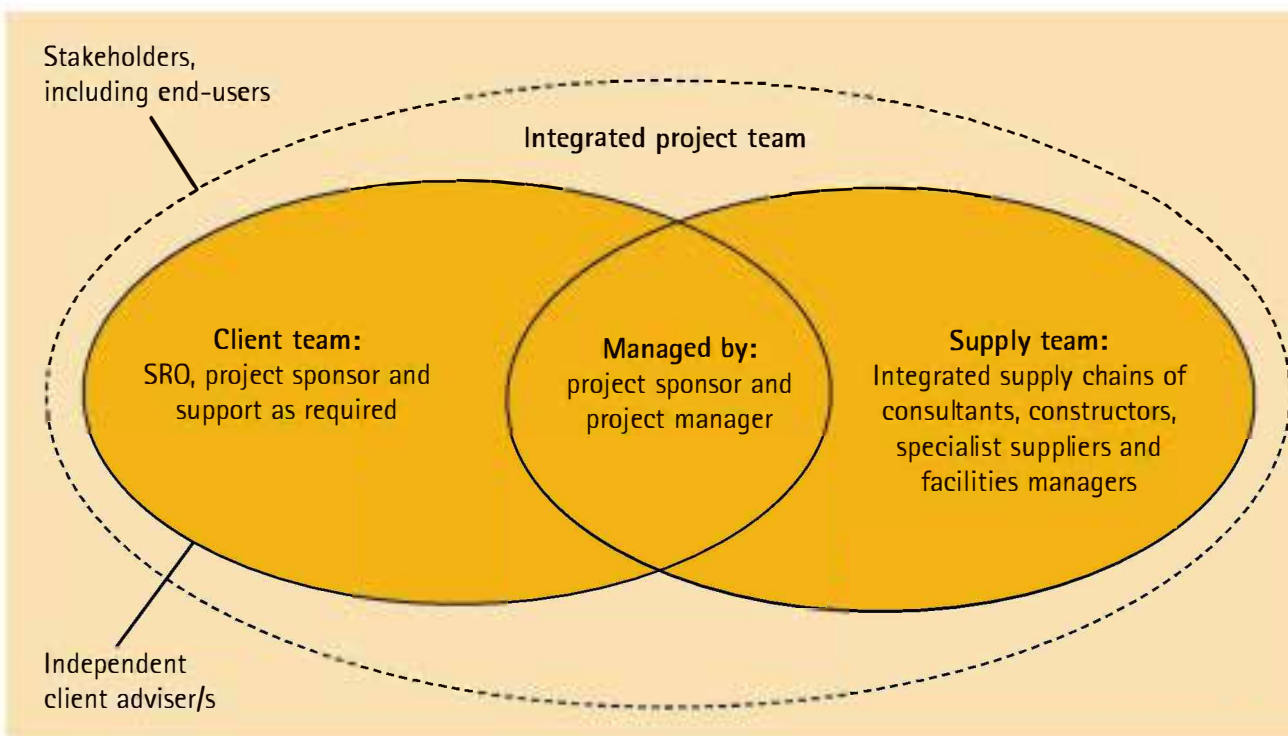 Stakeholders,
including end-users
Integrated project team
Client team:
SRO, project sponsor and
support as required
Managed by:
project sponsor and
project manager
Supply team:
Integrated supply chains of
consultants, constructors,
specialist suppliers and
facilities managers
Independent
client adviser/s